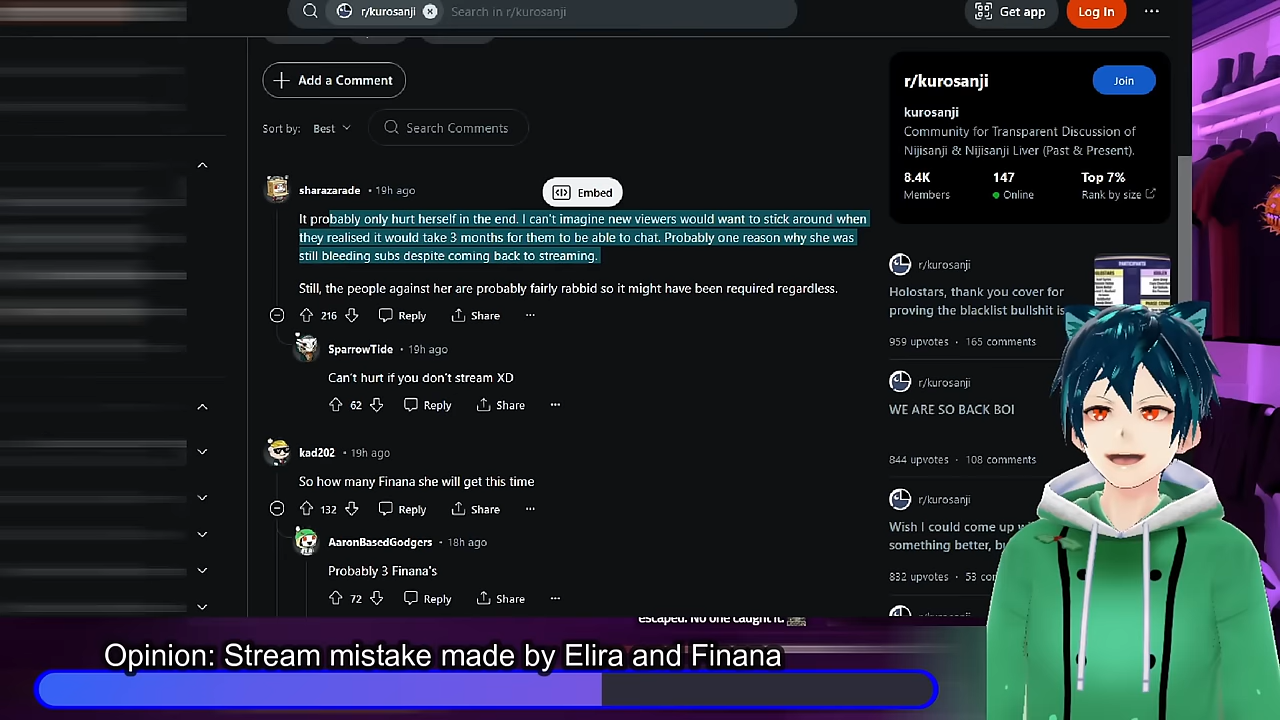 r/kurosanji
Search in r/kurosanji
Get app
Log In
Add a Comment
Sort by: Best
Search Comments
sharazarade • 19h ago
Embed
It probably only hurt herself in the end. I can't imagine new viewers would want to stick around when
they realised it would take 3 months for them to be able to chat. Probably one reason why she was
still bleeding subs despite coming back to streaming.
Still, the people against her are probably fairly rabbid so it might have been required regardless.
216 Reply Share
SparrowTide • 19h ago
Can't hurt if you don't stream XD
62 Reply Share
kad202 • 19h ago
So how many Finana she will get this time
132 Reply Share
AaronBasedGodgers • 18h ago
Probably 3 Finana's
72 Reply Share
r/kurosanji
Join
kurosanji
Community for Transparent Discussion of
Nijisanji & Nijisanji Liver (Past & Present).
8.4K 147 Top 7%
Members Online Rank by size
r/kurosanji
Holostars, thank you cover for
proving the blacklist bullshit is
959 upvotes • 165 comments
r/kurosanji
WE ARE SO BACK BOI
844 upvotes • 108 comments
r/kurosanji
Wish I could come up
something better,
832 upvotes • 53
escaped. No one caught it.
Opinion: Stream mistake made by Elira and Finana